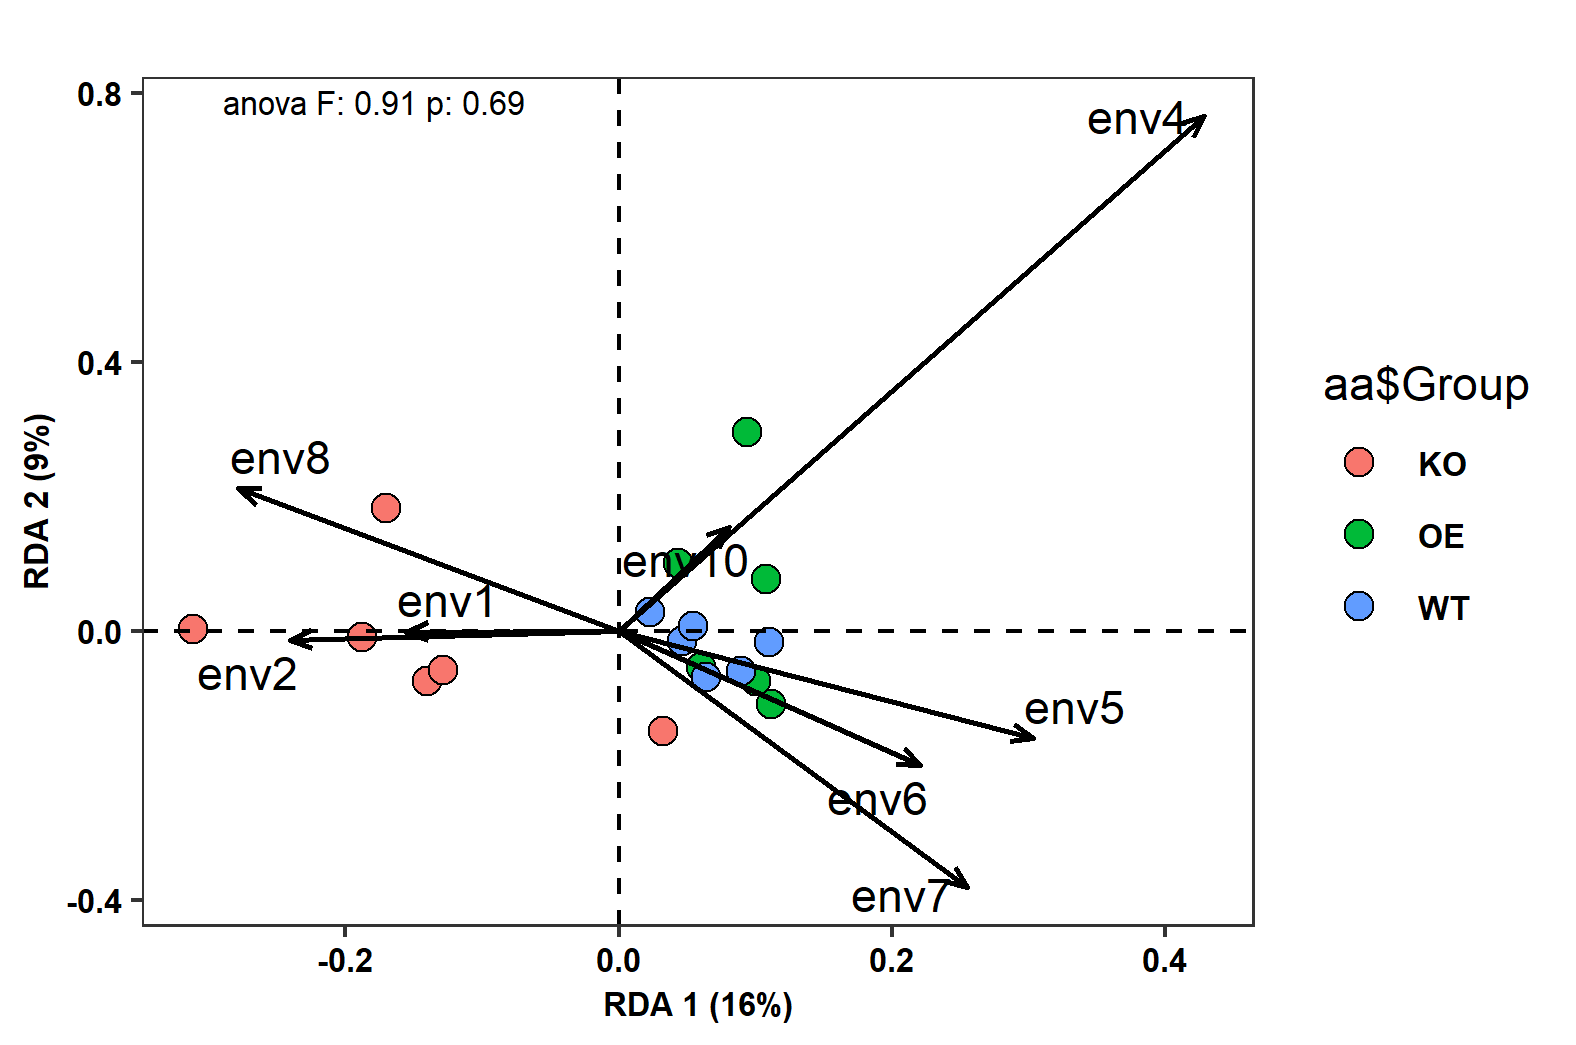 0.8
anova F: 0.91 p: 0.69
env4
0.4
aa$Group
env8
KO
RDA 2 (9%)
OE
env10
env1
WT
0.0
env2
env5
env6
env7
-0.4
-0.2
0.0
0.2
0.4
RDA 1 (16%)